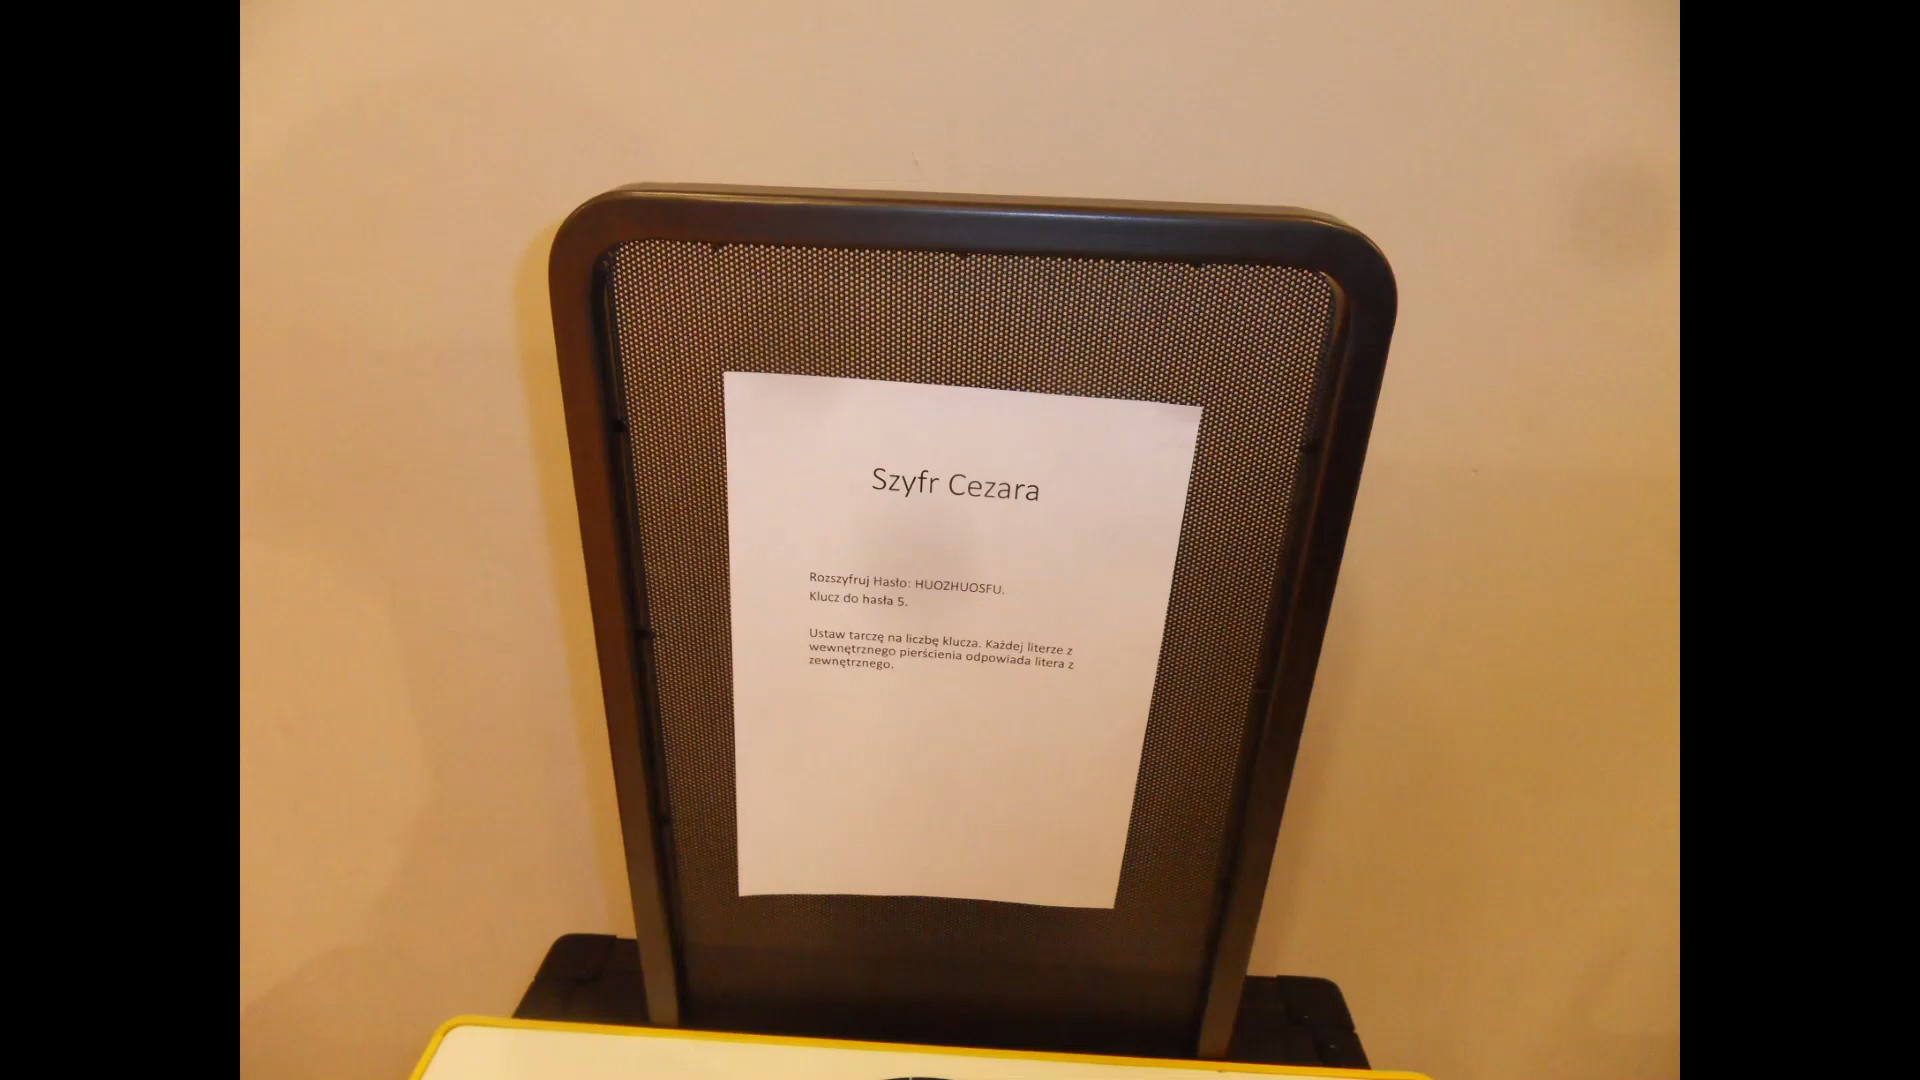 Szyfr Cezara
Rozszyfruj Hasło: HUOZHUOSFU.
Klucz do hasła 5.
Ustaw tarczę na liczbę klucza. Każdej literze z
wewnętrznego pierścienia odpowiada litera z
zewnętrznego.